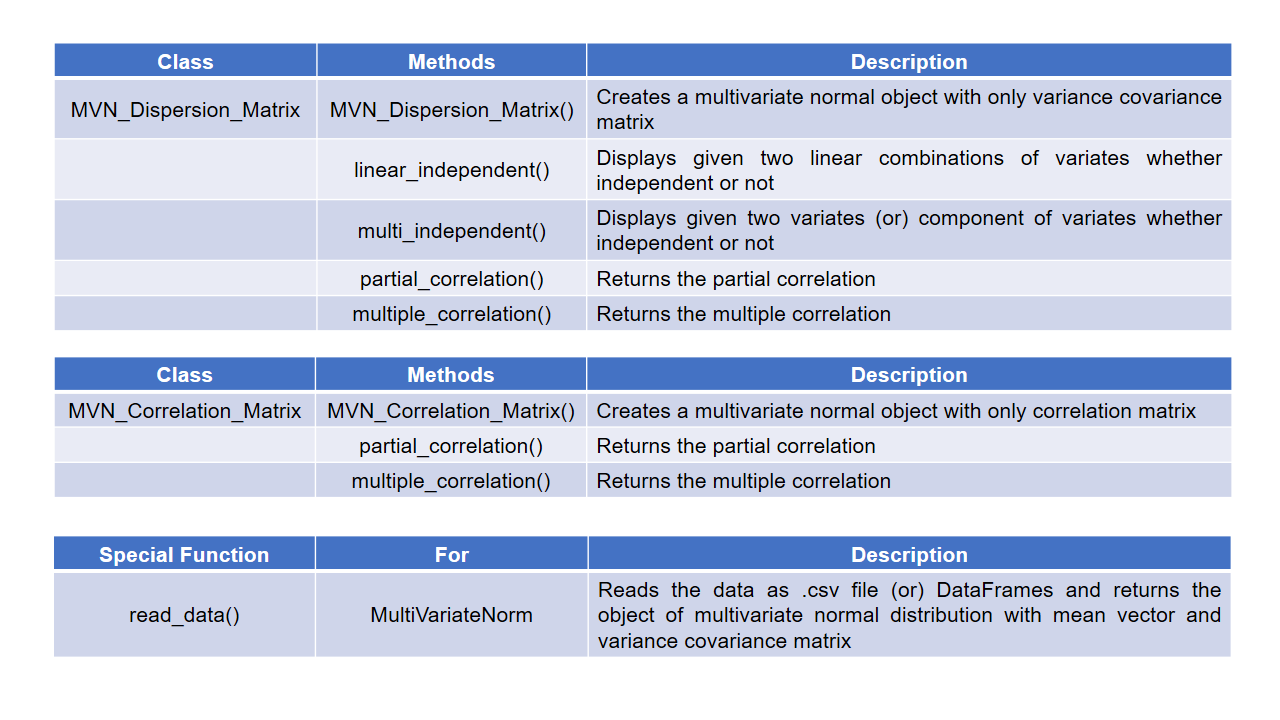 Class Methods Description
MVN_Dispersion_Matrix MVN_Dispersion_Matrix() Creates a multivariate normal object with only variance covariance
matrix
linear_independent() Displays given two linear combinations of variates whether
independent or not
multi_independent() Displays given two variates (or) component of variates whether
independent or not
partial_correlation() Returns the partial correlation
multiple_correlation() Returns the multiple correlation
Class Methods Description
MVN_Correlation_Matrix MVN_Correlation_Matrix() Creates a multivariate normal object with only correlation matrix
partial_correlation() Returns the partial correlation
multiple_correlation() Returns the multiple correlation
Special Function For Description
read_data() MultiVariateNorm Reads the data as .csv file (or) DataFrames and returns the
object of multivariate normal distribution with mean vector and
variance covariance matrix